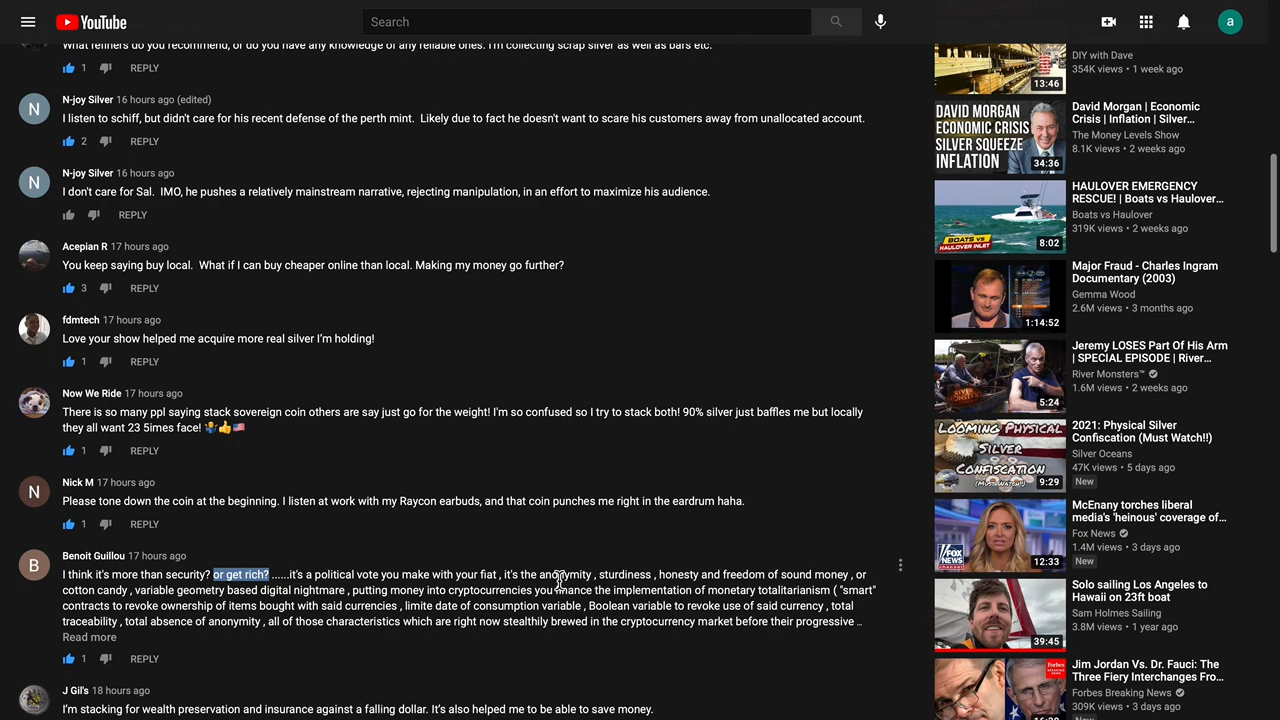 YouTube
Search
a
What refiners do you recommend, or do you have any knowledge of any reliable ones. I'm collecting scrap silver as well as bars etc.
1 REPLY
N
N-joy Silver 16 hours ago (edited)
I listen to schiff, but didn't care for his recent defense of the perth mint. Likely due to fact he doesn't want to scare his customers away from unallocated account.
2 REPLY
N
N-joy Silver 16 hours ago
I don't care for Sal. IMO, he pushes a relatively mainstream narrative, rejecting manipulation, in an effort to maximize his audience.
REPLY
Acepian R 17 hours ago
You keep saying buy local. What if I can buy cheaper online than local. Making my money go further?
3 REPLY
fdmtech 17 hours ago
Love your show helped me acquire more real silver I'm holding!
1 REPLY
Now We Ride 17 hours ago
There is so many ppl saying stack sovereign coin others are say just go for the weight! I'm so confused so I try to stack both! 90% silver just baffles me but locally
they all want 23 5imes face! 🤷‍♂️👍🇺🇸
1 REPLY
N
Nick M 17 hours ago
Please tone down the coin at the beginning. I listen at work with my Raycon earbuds, and that coin punches me right in the eardrum haha.
1 REPLY
B
Benoit Guillou 17 hours ago
I think it's more than security? or get rich? ......it's a political vote you make with your fiat , it's the anonymity , sturdiness , honesty and freedom of sound money , or
cotton candy , variable geometry based digital nightmare , putting money into cryptocurrencies you finance the implementation of monetary totalitarianism ( "smart"
contracts to revoke ownership of items bought with said currencies , limite date of consumption variable , Boolean variable to revoke use of said currency , total
traceability , total absence of anonymity , all of those characteristics which are right now stealthily brewed in the cryptocurrency market before their progressive ...
Read more
1 REPLY
J Gil's 18 hours ago
I'm stacking for wealth preservation and insurance against a falling dollar. It's also helped me to be able to save money.
DIY with Dave
354K views • 1 week ago
13:46
DAVID MORGAN
ECONOMIC CRISIS
SILVER SQUEEZE
INFLATION
34:36
David Morgan | Economic
Crisis | Inflation | Silver...
The Money Levels Show
8.1K views • 2 weeks ago
BOATS vs
HAULOVER INLET
8:02
HAULOVER EMERGENCY
RESCUE! | Boats vs Haulover...
Boats vs Haulover
319K views • 2 weeks ago
1:14:52
Major Fraud - Charles Ingram
Documentary (2003)
Gemma Wood
2.6M views • 3 months ago
5:24
Jeremy LOSES Part Of His Arm
| SPECIAL EPISODE | River...
River Monsters™
1.6M views • 2 weeks ago
LOOMING PHYSICAL
SILVER
CONFISCATION
(MUST WATCH!!)
9:29
2021: Physical Silver
Confiscation (Must Watch!!)
Silver Oceans
47K views • 5 days ago
New
FOX
NEWS
12:33
McEnany torches liberal
media's 'heinous' coverage of...
Fox News
1.4M views • 3 days ago
New
39:45
Solo sailing Los Angeles to
Hawaii on 23ft boat
Sam Holmes Sailing
3.8M views • 1 year ago
Forbes
BREAKING
NEWS
Jim Jordan Vs. Dr. Fauci: The
Three Fiery Interchanges Fro...
Forbes Breaking News
309K views • 3 days ago
New